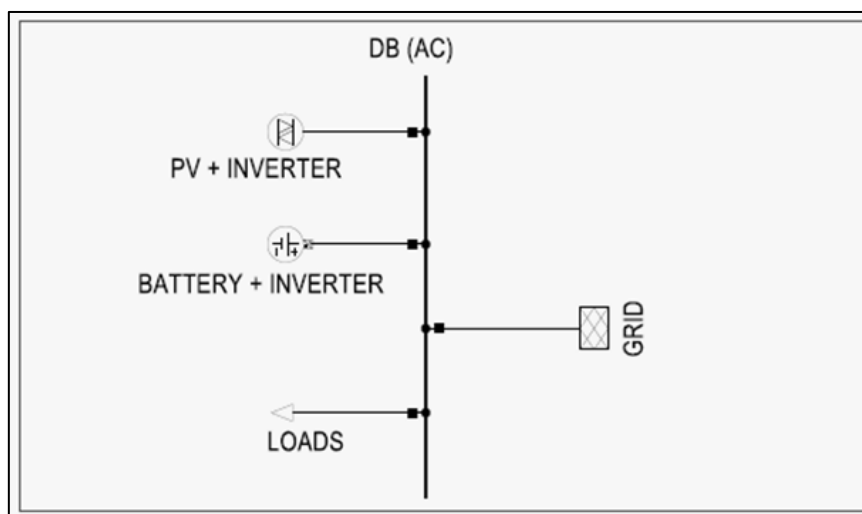 DB (AC)
PV + INVERTER
BATTERY + INVERTER
GRID
LOADS